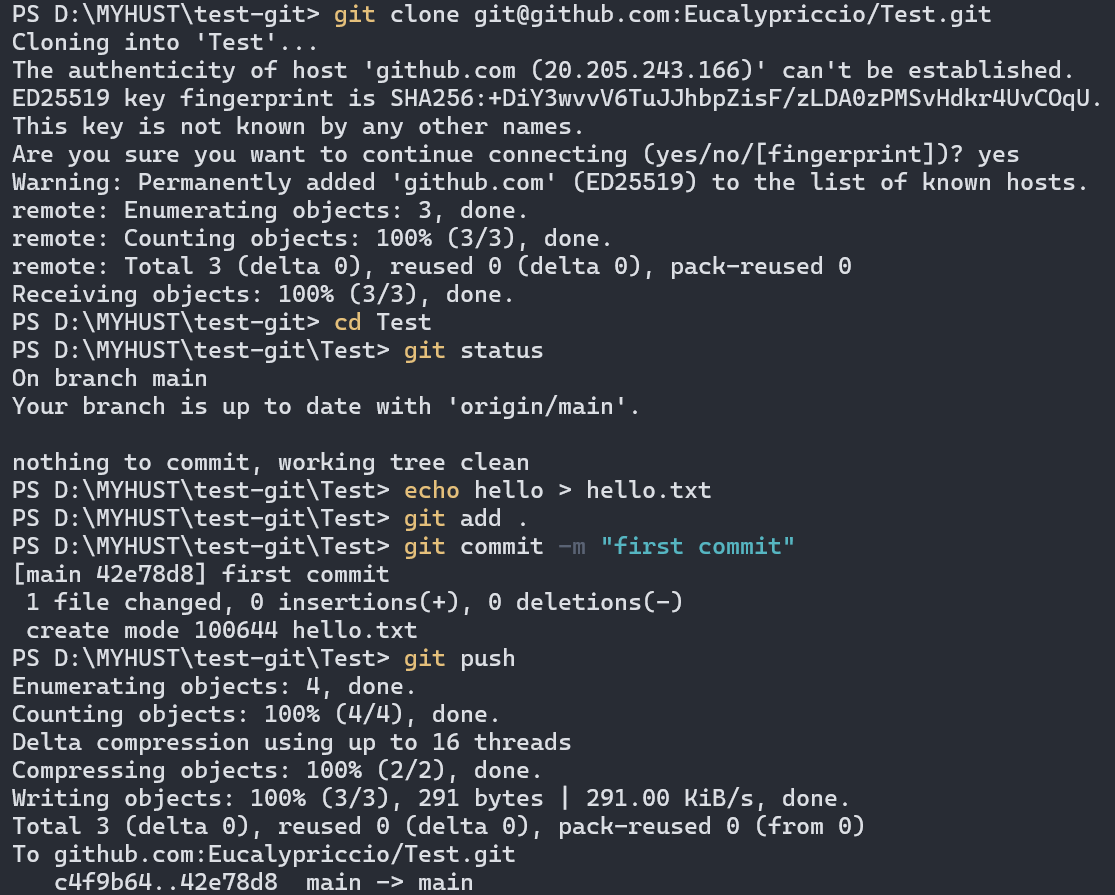 PS D:\MYHUST\test-git> git clone git@github.com:Eucalypriccio/Test.git
Cloning into 'Test'...
The authenticity of host 'github.com (20.205.243.166)' can't be established.
ED25519 key fingerprint is SHA256:+DiY3wvvV6TuJJhbpZisF/zLDA0zPMSvHdkr4UvCOqU.
This key is not known by any other names.
Are you sure you want to continue connecting (yes/no/[fingerprint])? yes
Warning: Permanently added 'github.com' (ED25519) to the list of known hosts.
remote: Enumerating objects: 3, done.
remote: Counting objects: 100% (3/3), done.
remote: Total 3 (delta 0), reused 0 (delta 0), pack-reused 0
Receiving objects: 100% (3/3), done.
PS D:\MYHUST\test-git> cd Test
PS D:\MYHUST\test-git\Test> git status
On branch main
Your branch is up to date with 'origin/main'.

nothing to commit, working tree clean
PS D:\MYHUST\test-git\Test> echo hello > hello.txt
PS D:\MYHUST\test-git\Test> git add .
PS D:\MYHUST\test-git\Test> git commit -m "first commit"
[main 42e78d8] first commit
 1 file changed, 0 insertions(+), 0 deletions(-)
 create mode 100644 hello.txt
PS D:\MYHUST\test-git\Test> git push
Enumerating objects: 4, done.
Counting objects: 100% (4/4), done.
Delta compression using up to 16 threads
Compressing objects: 100% (2/2), done.
Writing objects: 100% (3/3), 291 bytes | 291.00 KiB/s, done.
Total 3 (delta 0), reused 0 (delta 0), pack-reused 0 (from 0)
To github.com:Eucalypriccio/Test.git
   c4f9b64..42e78d8  main -> main